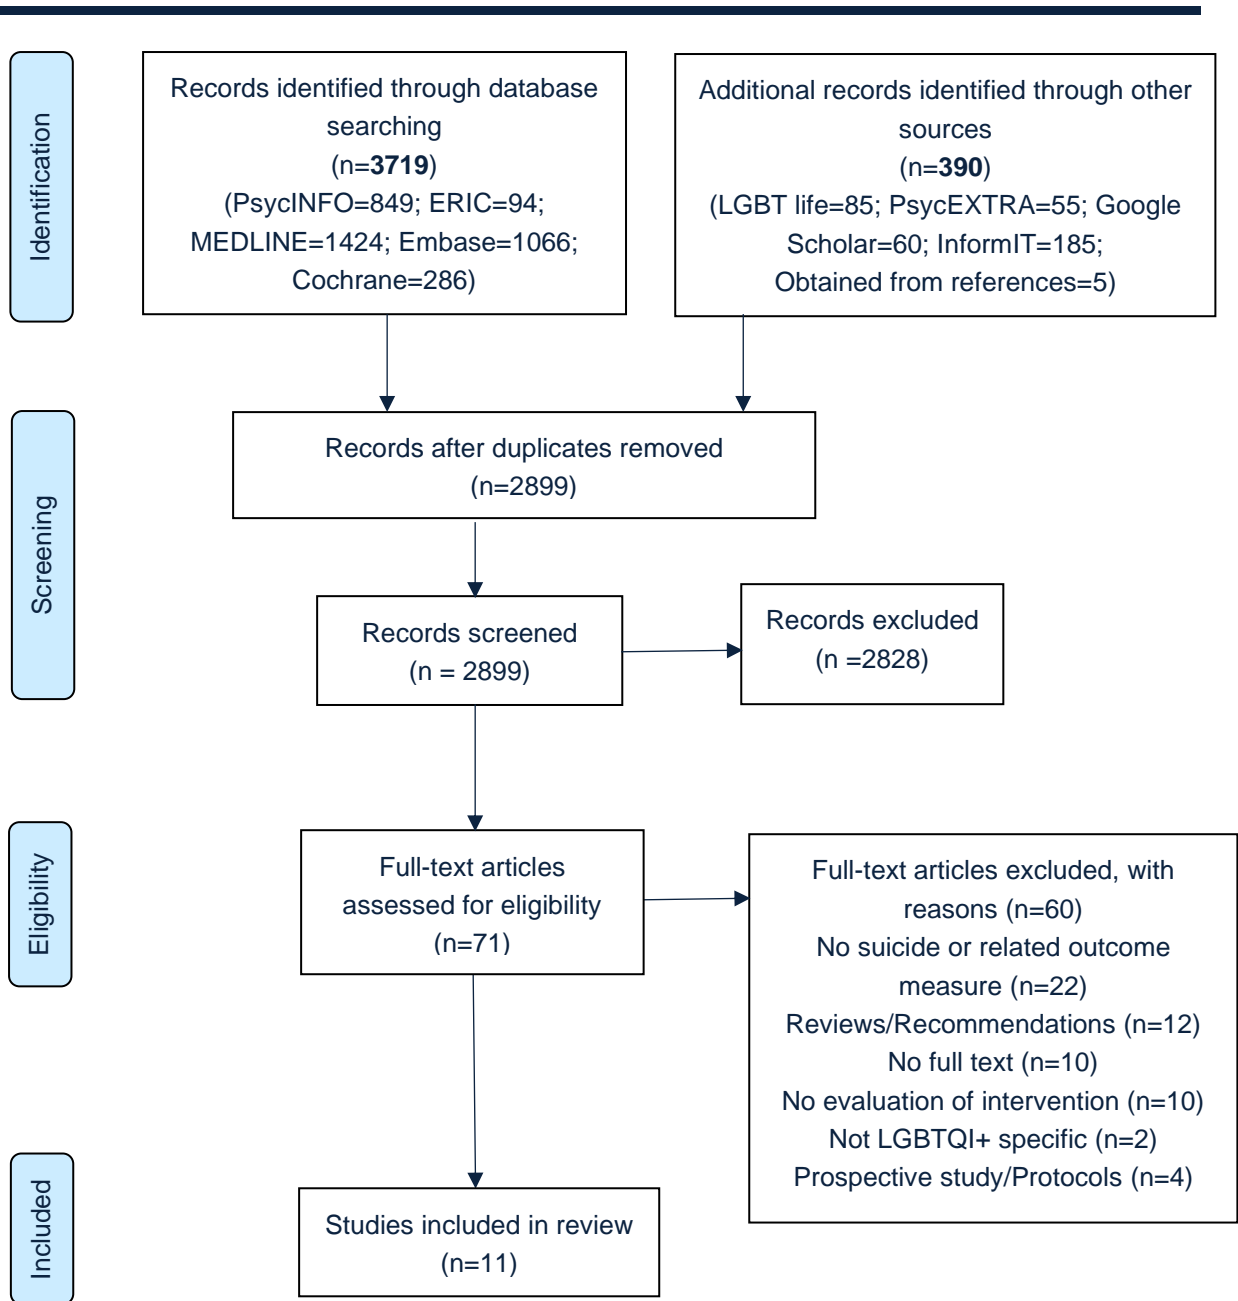 Identification
Records identified through database
searching
(n=3719)
(PsycINFO=849; ERIC=94;
MEDLINE=1424; Embase=1066;
Cochrane=286)
Additional records identified through other
sources
(n=390)
(LGBT life=85; PsycEXTRA=55; Google
Scholar=60; InformIT=185;
Obtained from references=5)
Screening
Records after duplicates removed
(n=2899)
Records screened
(n = 2899)
Records excluded
(n =2828)
Eligibility
Full-text articles
assessed for eligibility
(n=71)
Full-text articles excluded, with
reasons (n=60)
No suicide or related outcome
measure (n=22)
Reviews/Recommendations (n=12)
No full text (n=10)
No evaluation of intervention (n=10)
Not LGBTQI+ specific (n=2)
Prospective study/Protocols (n=4)
Included
Studies included in review
(n=11)